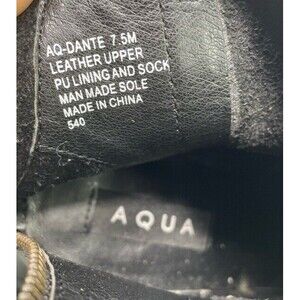 AQ-DANTE 7.5M
LEATHER UPPER
PU LINING AND SOCK
MAN MADE SOLE
MADE IN CHINA
540
AQUA